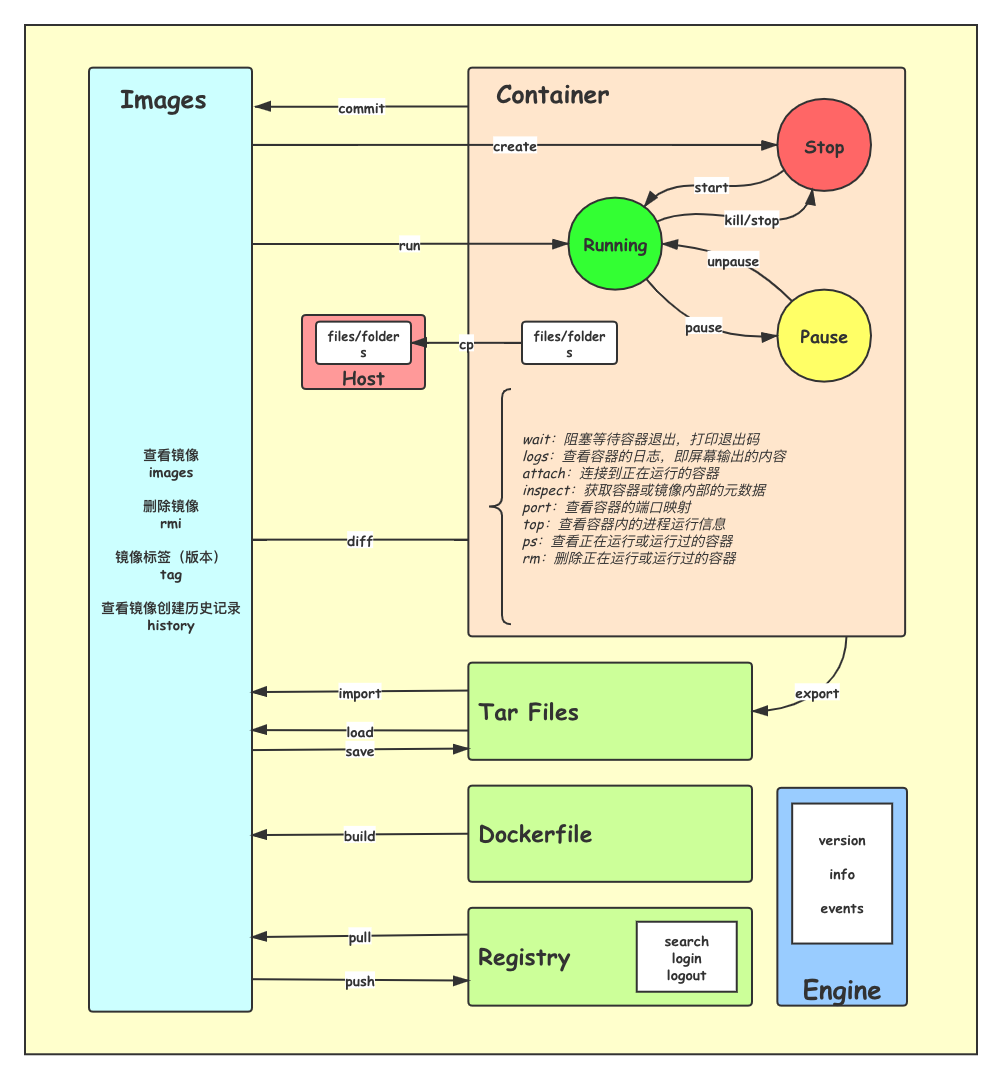 Images
Container
commit
create
Stop
start
kill/stop
run
Running
unpause
pause
Pause
files/folder
s
cp
files/folder
s
Host
查看镜像
images
删除镜像
rmi
镜像标签（版本）
tag
查看镜像创建历史记录
history
wait：阻塞等待容器退出，打印退出码
logs：查看容器的日志，即屏幕输出的内容
attach：连接到正在运行的容器
inspect：获取容器或镜像内部的元数据
port：查看容器的端口映射
top：查看容器内的进程运行信息
ps：查看正在运行或运行过的容器
rm：删除正在运行或运行过的容器
diff
import
export
Tar Files
load
save
build
Dockerfile
version
info
events
Engine
pull
push
Registry
search
login
logout